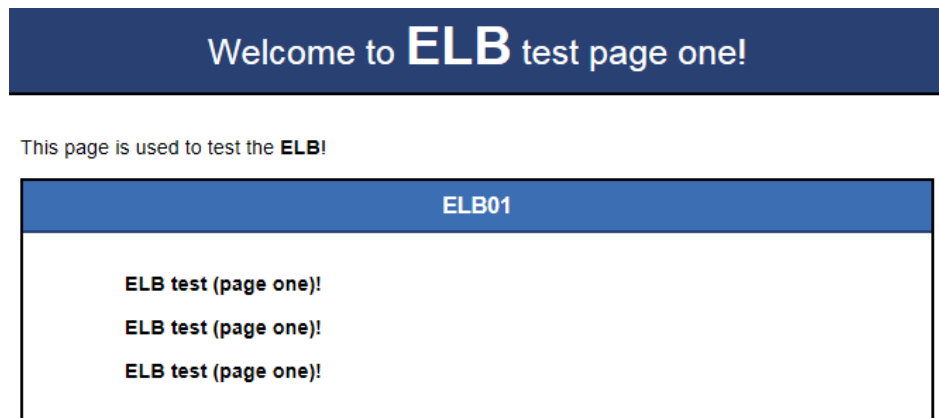 Welcome to ELB test page one!
This page is used to test the ELB!
ELB01
ELB test (page one)!
ELB test (page one)!
ELB test (page one)!